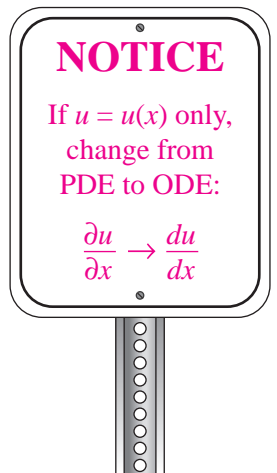 NOTICE
If u = u(x) only,
change from
PDE to ODE:
∂u/∂x → du/dx